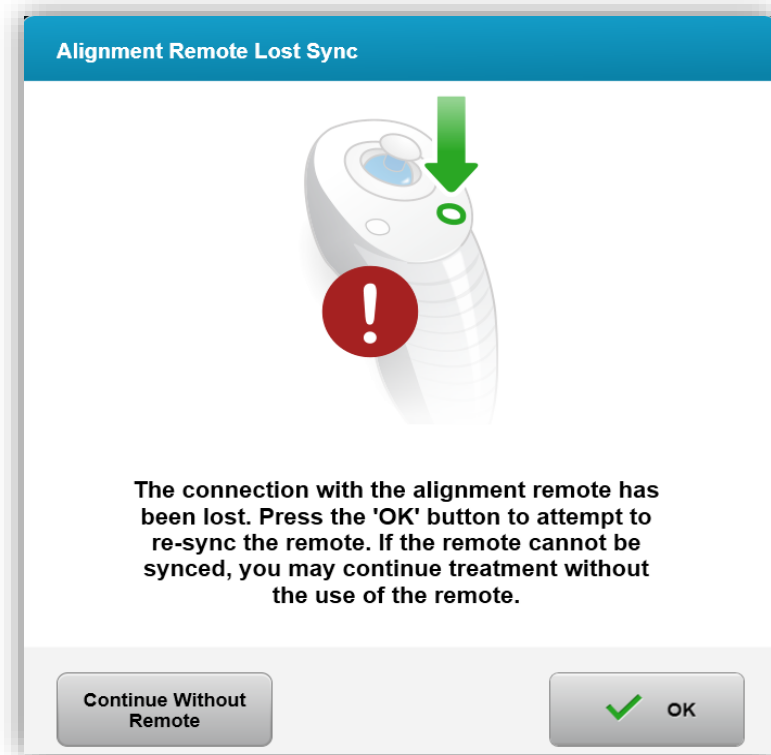 Alignment Remote Lost Sync
!
The connection with the alignment remote has
been lost. Press the 'OK' button to attempt to
re-sync the remote. If the remote cannot be
synced, you may continue treatment without
the use of the remote.
Continue Without
Remote
OK